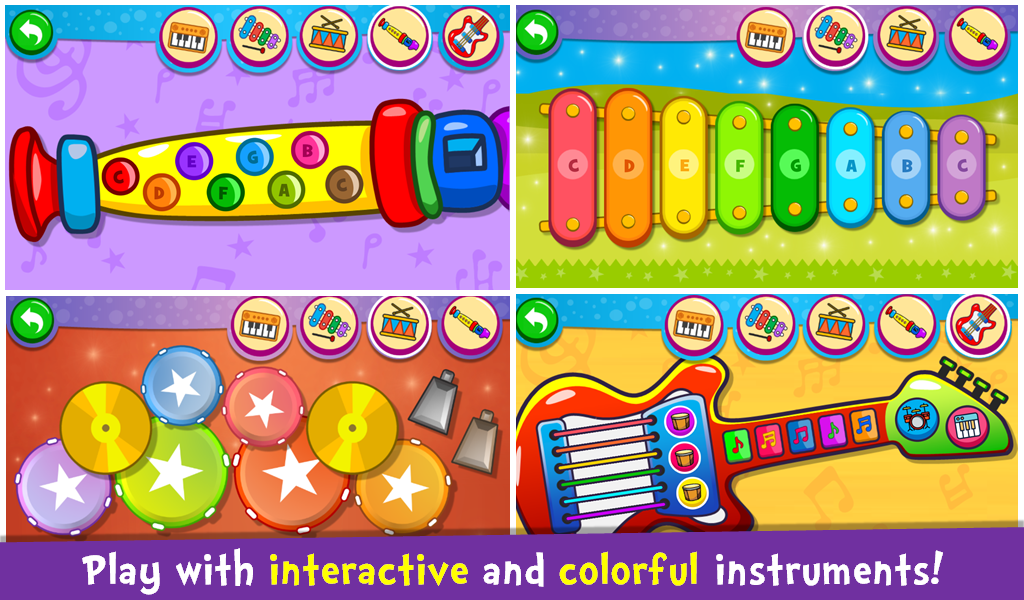 E G B
C D F A C
C D E F G A B C
Play with interactive and colorful instruments!